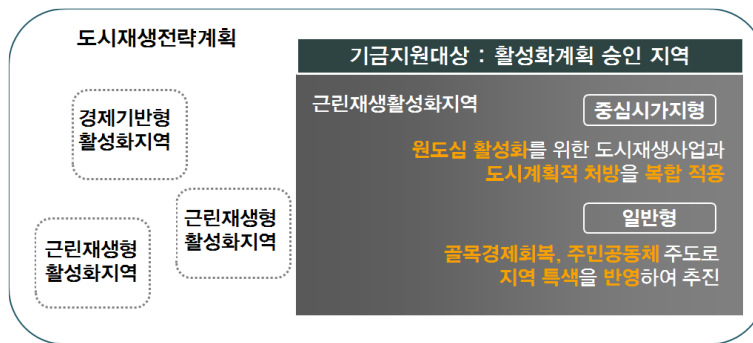 도시재생전략계획
경제기반형
활성화지역
근린재생형
활성화지역
근린재생형
활성화지역
기금지원대상 : 활성화계획 승인 지역
근린재생활성화지역
중심시가지형
원도심 활성화를 위한 도시재생사업과
도시계획적 처방을 복합 적용
일반형
골목경제회복, 주민공동체 주도로
지역 특색을 반영하여 추진